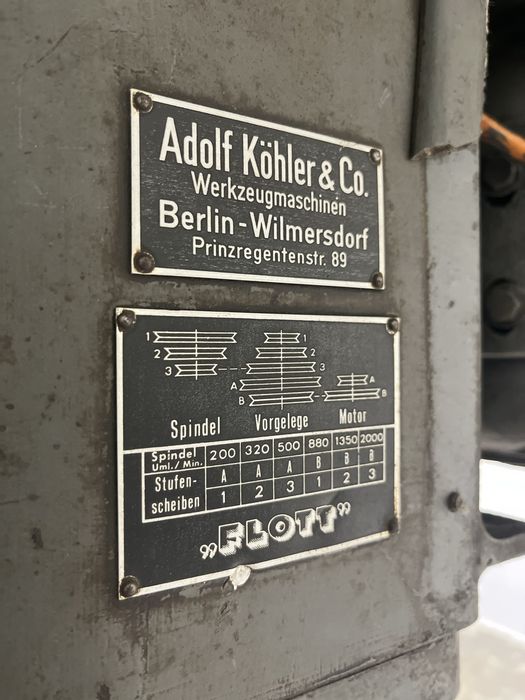 Adolf Köhler & Co.
Werkzeugmaschinen
Berlin-Wilmersdorf
Prinzregentenstr. 89
1 1
2 2
3 3
A A
B B
Spindel Vorgelege Motor
Spindel Uml./Min. 200 320 500 880 1350 2000
Stufen- A A A B B B
scheiben 1 2 3 1 2 3
„FLOTT”